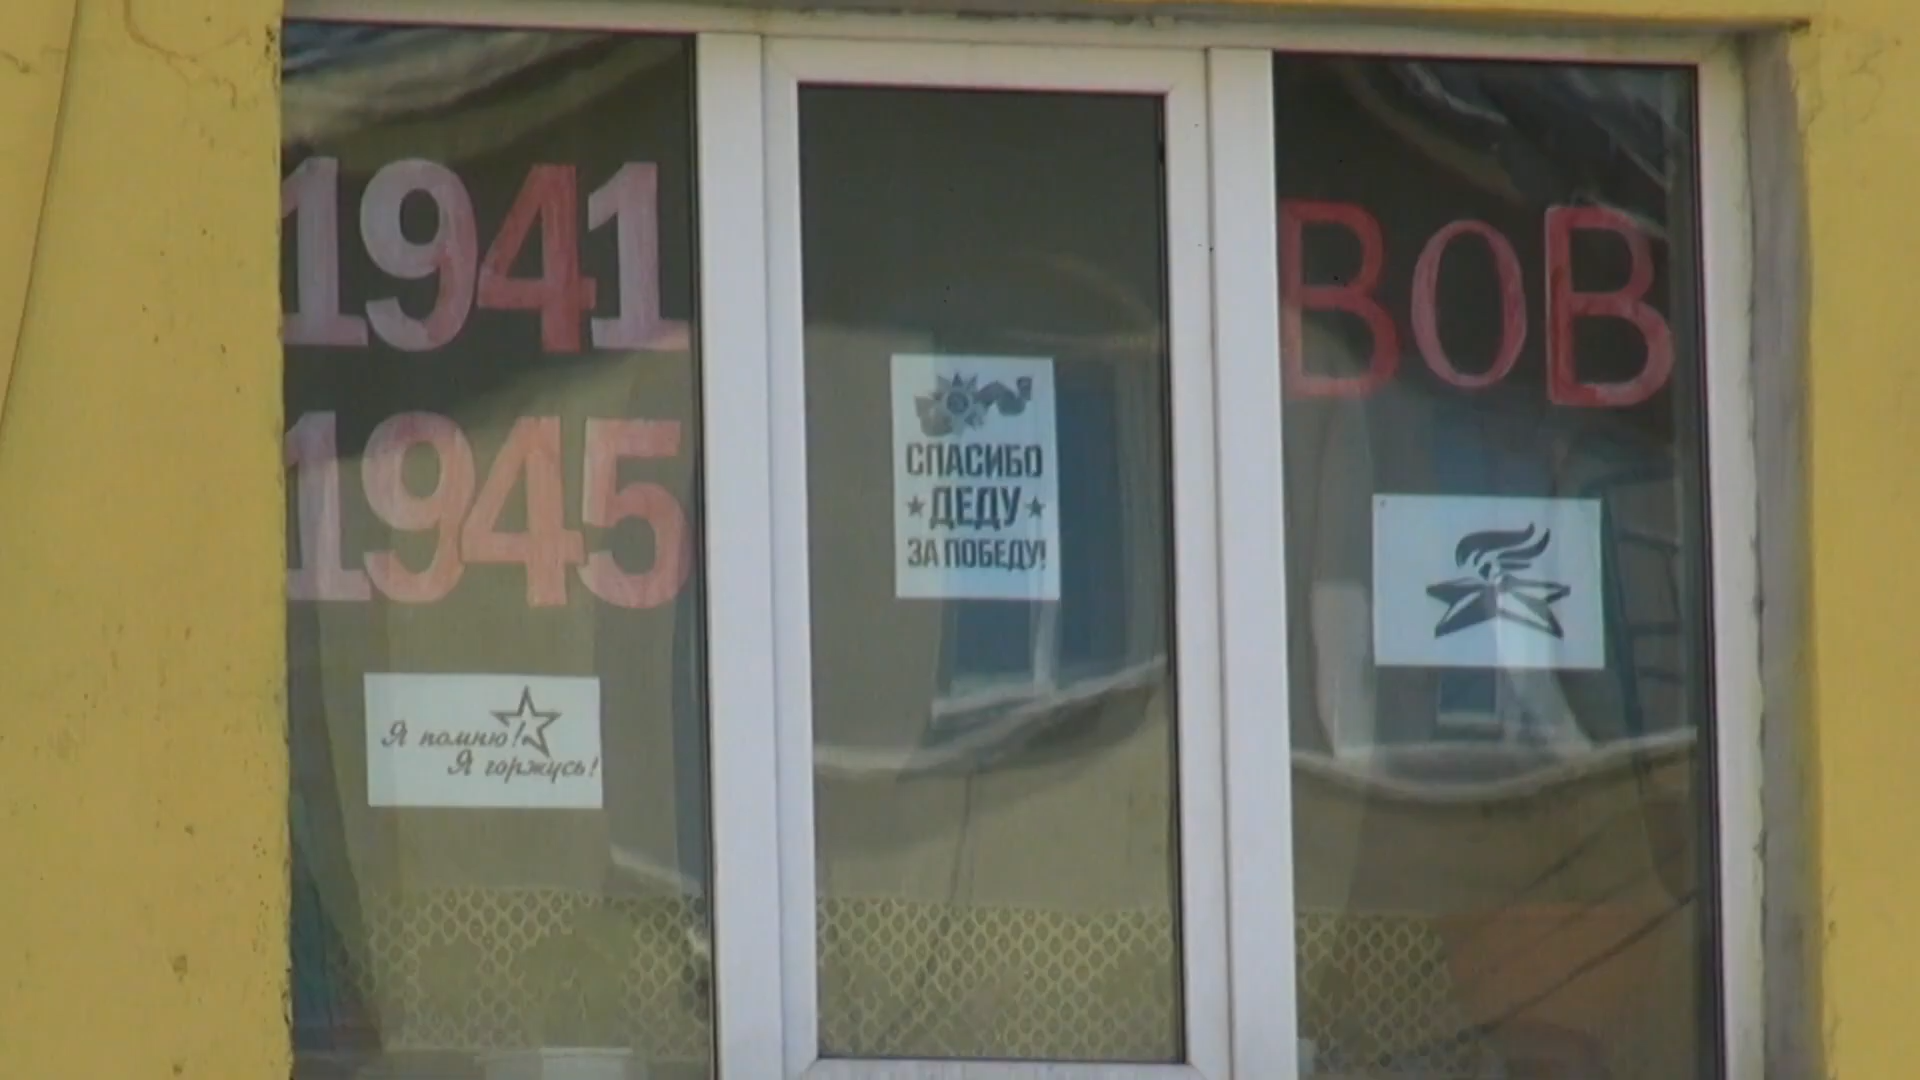 1941
1945
Я помню!
Я горжусь!
СПАСИБО
ДЕДУ
ЗА ПОБЕДУ!
ВОВ